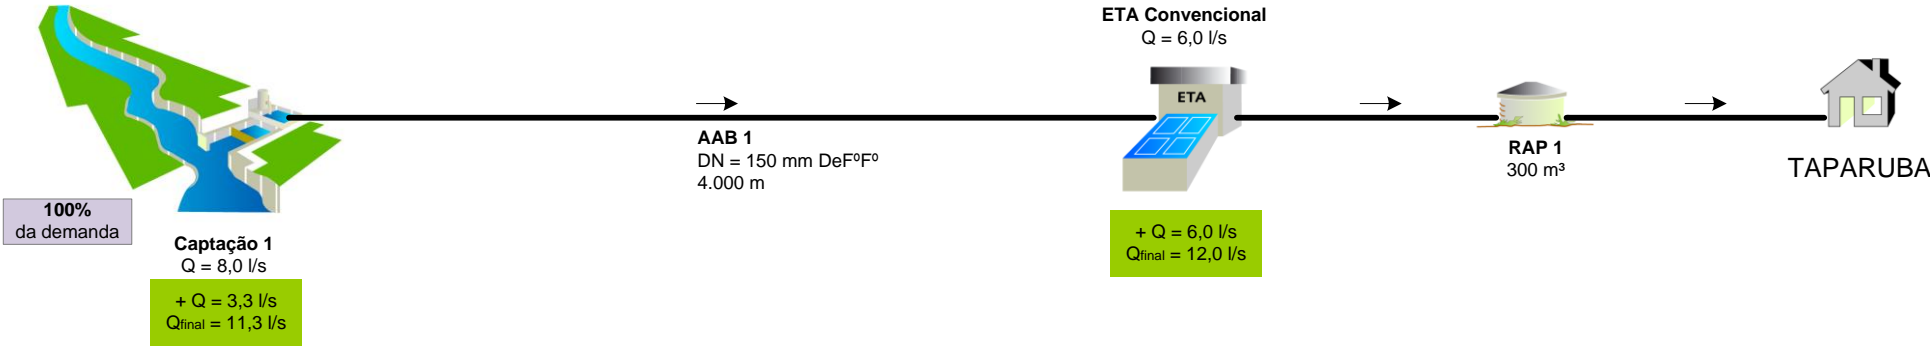 100%
da demanda
Captação 1
Q = 8,0 l/s
+ Q = 3,3 l/s
Qfinal = 11,3 l/s
AAB 1
DN = 150 mm DeFºFº
4.000 m
ETA Convencional
Q = 6,0 l/s
ETA
+ Q = 6,0 l/s
Qfinal = 12,0 l/s
RAP 1
300 m³
TAPARUBA